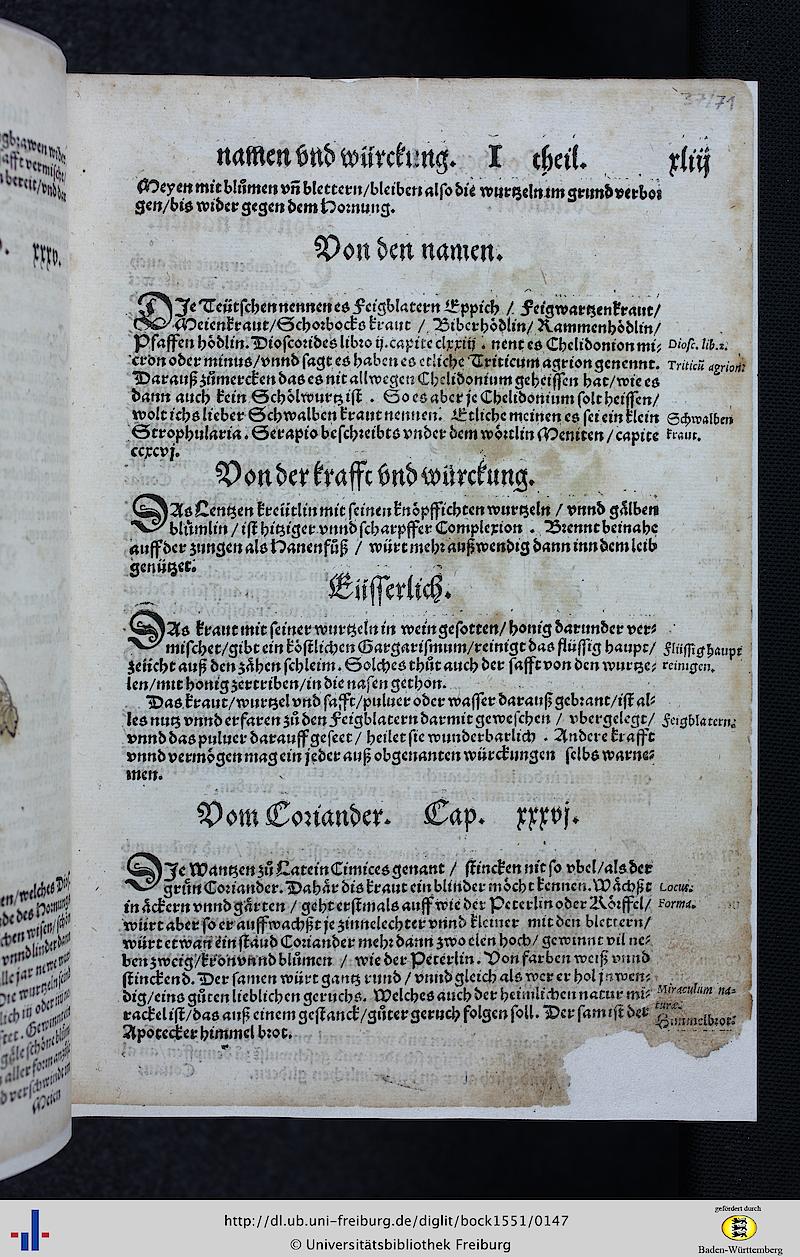 37/71
namen vnd würckung. I theil. xliij
Meyen mit blůmen vñ blettern/bleiben also die wurtzeln im grund verbor
gen/bis wider gegen dem Hornung.
Von den namen.
DJe Teütschen nennen es Feigblatern Eppich / Feigwartzenkraut/
Meienkraut/Schorbocks kraut / Biberhödlin/ Rammenhödlin/
Pfaffen hödlin. Dioscorides libro ij. capite clxxiij . nent es Chelidonion mi⸗
cron oder minus/vnnd sagt es haben es etliche Triticum agrion genennt.
Darauß zůmercken das es nit allwegen Chelidonium geheissen hat/wie es
dann auch kein Schölwurtz ist . So es aber je Chelidonium solt heissen/
wolt ichs lieber Schwalben kraut nennen. Etliche meinen es sei ein klein
Strophularia. Serapio beschreibts vnder dem wörtlin Meniten/ capite
ccxcvj.
Diosc. lib.2.
Triticũ agrion.
Schwalben
kraut.
Von der krafft vnd würckung.
DAs Lentzen kreütlin mit seinen knöpffichten wurtzeln / vnnd gälben
blůmlin / ist hitziger vnnd scharpffer Complexion . Brennt beinahe
auff der zungen als Hanenfůß / würt mehr außwendig dann inn dem leib
genützet.
Eüsserlich.
DAs kraut mit seiner wurtzeln in wein gesotten/ honig darunder ver⸗
mischet/gibt ein köstlichen Gargarismum/reinigt das flüssig haupt/
zeücht auß den zähen schleim. Solches thůt auch der safft von den wurtze⸗
len/mit honig zertriben/in die nasen gethon.
Flüssig haupt
reinigen.
Das kraut/wurtzel vnd safft/puluer oder wasser darauß gebrant/ist al⸗
les nutz vnnd erfaren zů den Feigblatern darmit geweschen / vbergelegt/
vnnd das puluer darauff geseet / heilet sie wunderbarlich . Andere krafft
vnnd vermögen mag ein jeder auß obgenanten würckungen selbs warne⸗
men.
Feigblatern.
Vom Coriander. Cap. xxxvj.
DJe Wantzen zů Latein Cimices genant / stincken nit so vbel/als der
grün Coriander. Dahär dis kraut ein blinder möcht kennen. Wächßt
in äckern vnnd gärten / geht erstmals auff wie der Peterlin oder Körffel/
würt aber so er auffwachßt je zinnelechter vnnd kleiner mit den blettern/
würt etwan ein staud Coriander mehr dann zwo elen hoch/ gewinnt vil ne⸗
ben zweig/kron vnnd blůmen / wie der Peterlin. Von farben weiß vnnd
stinckend. Der samen würt gantz rund / vnnd gleich als wer er hol jnwen⸗
dig/eins gůten lieblichen geruchs. Welches auch der heimlichen natur mi⸗
rackel ist/das auß einem gestanck/gůter geruch folgen soll. Der sam ist der
Apotecker himmel brot.
Locus.
Forma.
Miraculum na-
turæ.
Himmelbrot.
http://dl.ub.uni-freiburg.de/diglit/bock1551/0147
© Universitätsbibliothek Freiburg
gefördert durch
Baden-Württemberg